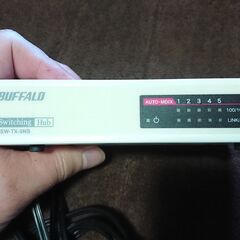 BUFFALO
Switching Hub
AUTO-MDIX 1 2 3 4 5
100/10
LINK/